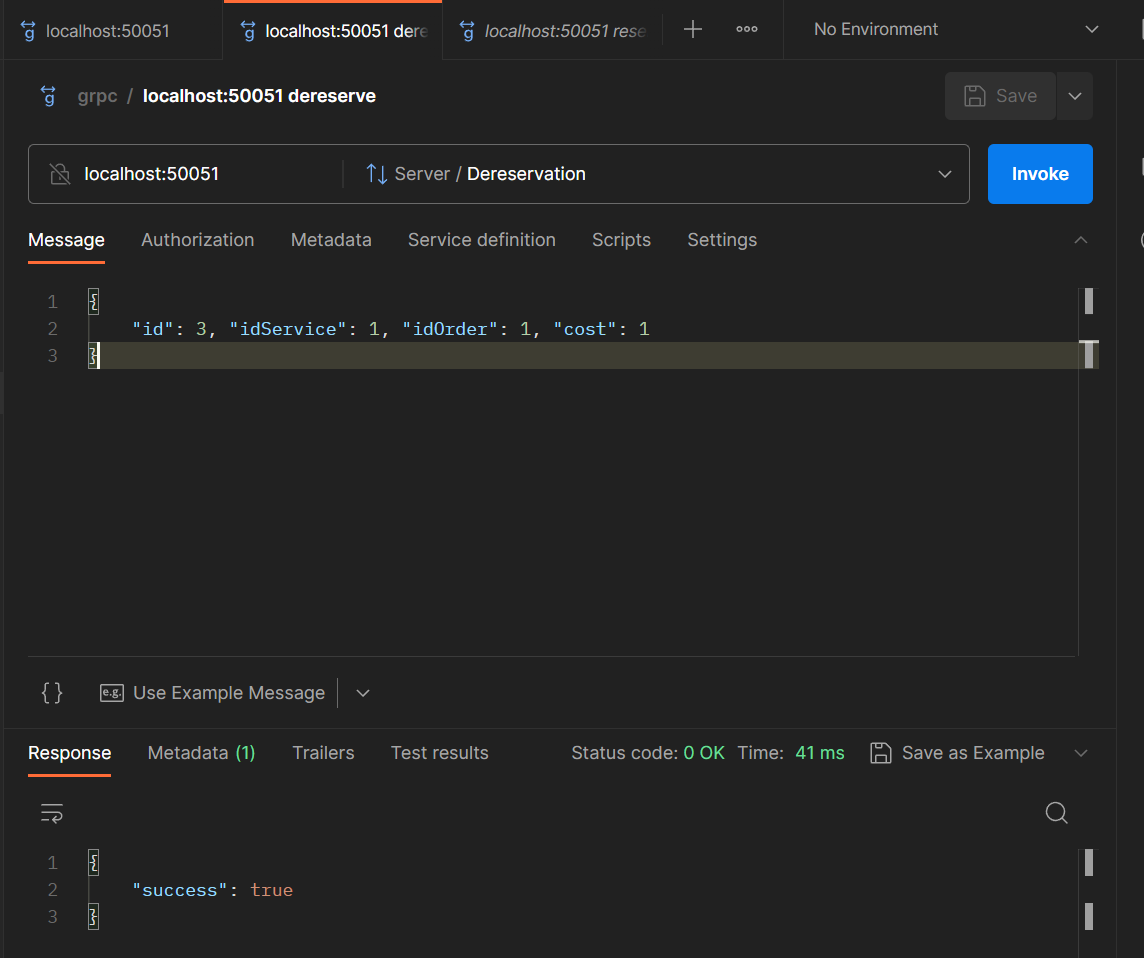 localhost:50051 localhost:50051 dere localhost:50051 rese No Environment
grpc / localhost:50051 dereserve Save
localhost:50051 Server / Dereservation Invoke
Message Authorization Metadata Service definition Scripts Settings
1 {
2 "id": 3, "idService": 1, "idOrder": 1, "cost": 1
3 }
{} e.g. Use Example Message
Response Metadata (1) Trailers Test results Status code: 0 OK Time: 41 ms Save as Example
1 {
2 "success": true
3 }